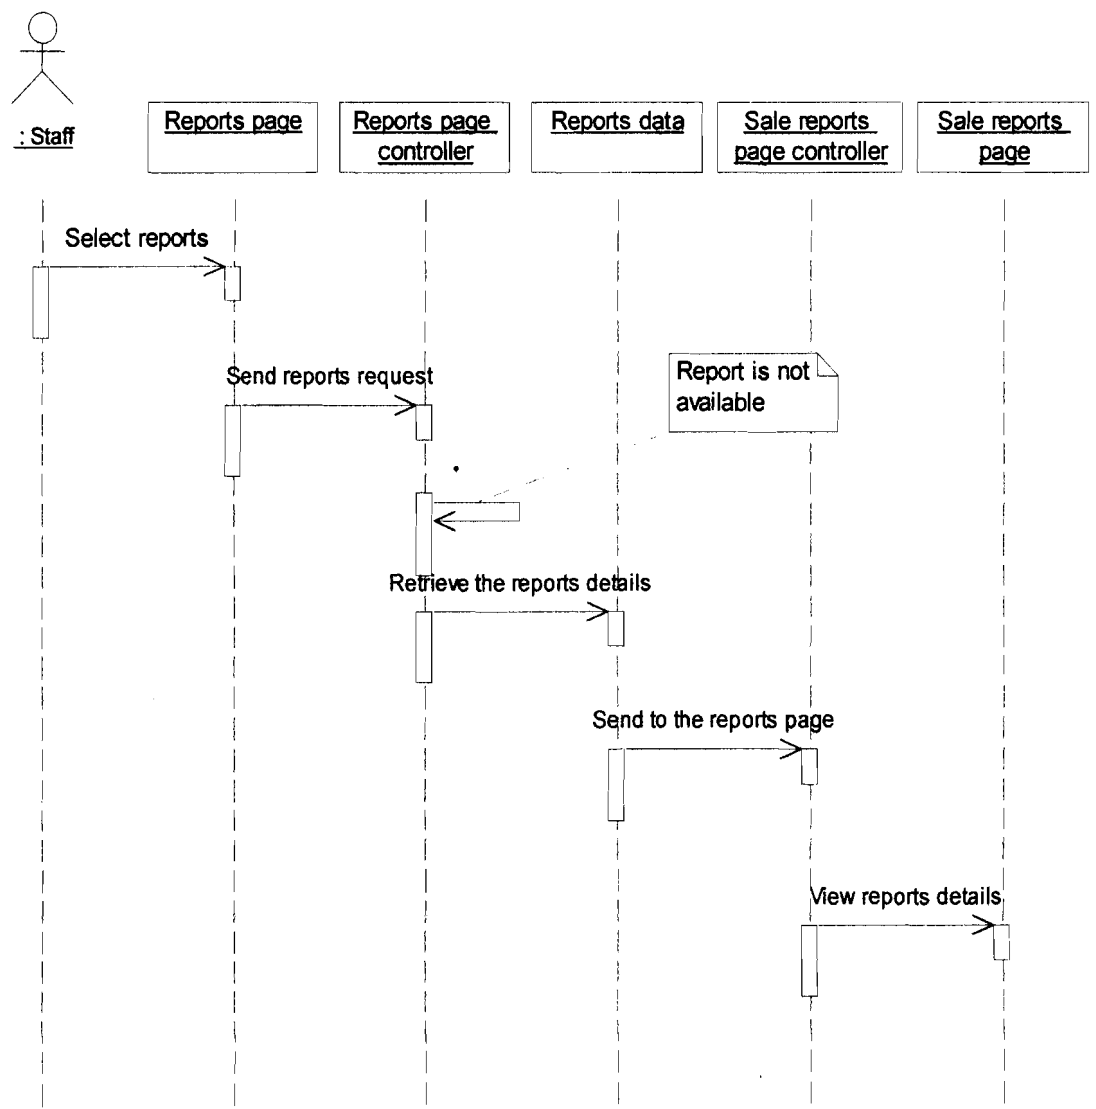 : Staff
Reports page
Reports page
controller
Reports data
Sale reports
page controller
Sale reports
page
Select reports
Send reports request
Report is not
available
Retrieve the reports details
Send to the reports page
View reports details